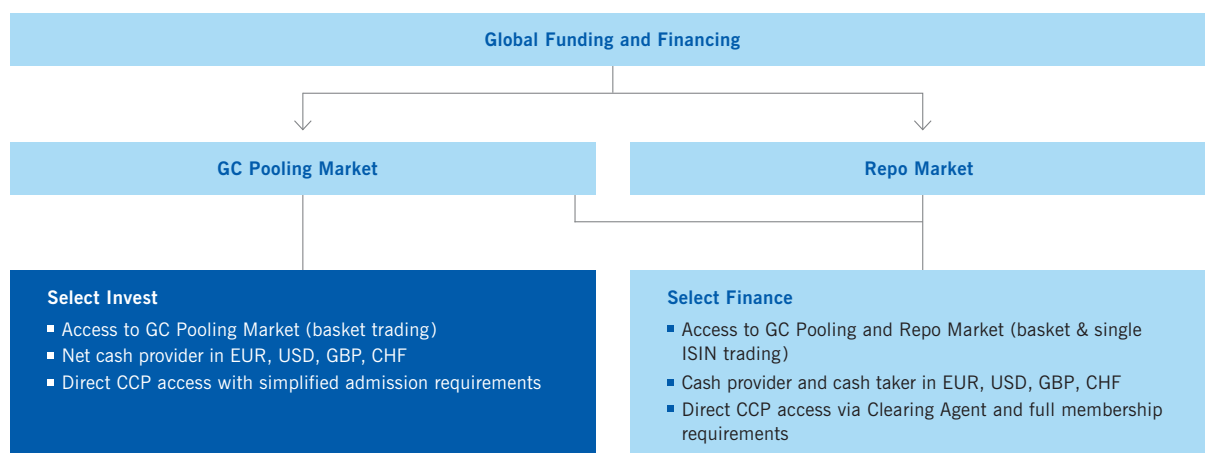 Global Funding and Financing
GC Pooling Market
Repo Market
Select Invest
▪ Access to GC Pooling Market (basket trading)
▪ Net cash provider in EUR, USD, GBP, CHF
▪ Direct CCP access with simplified admission requirements
Select Finance
▪ Access to GC Pooling and Repo Market (basket & single
ISIN trading)
▪ Cash provider and cash taker in EUR, USD, GBP, CHF
▪ Direct CCP access via Clearing Agent and full membership
requirements